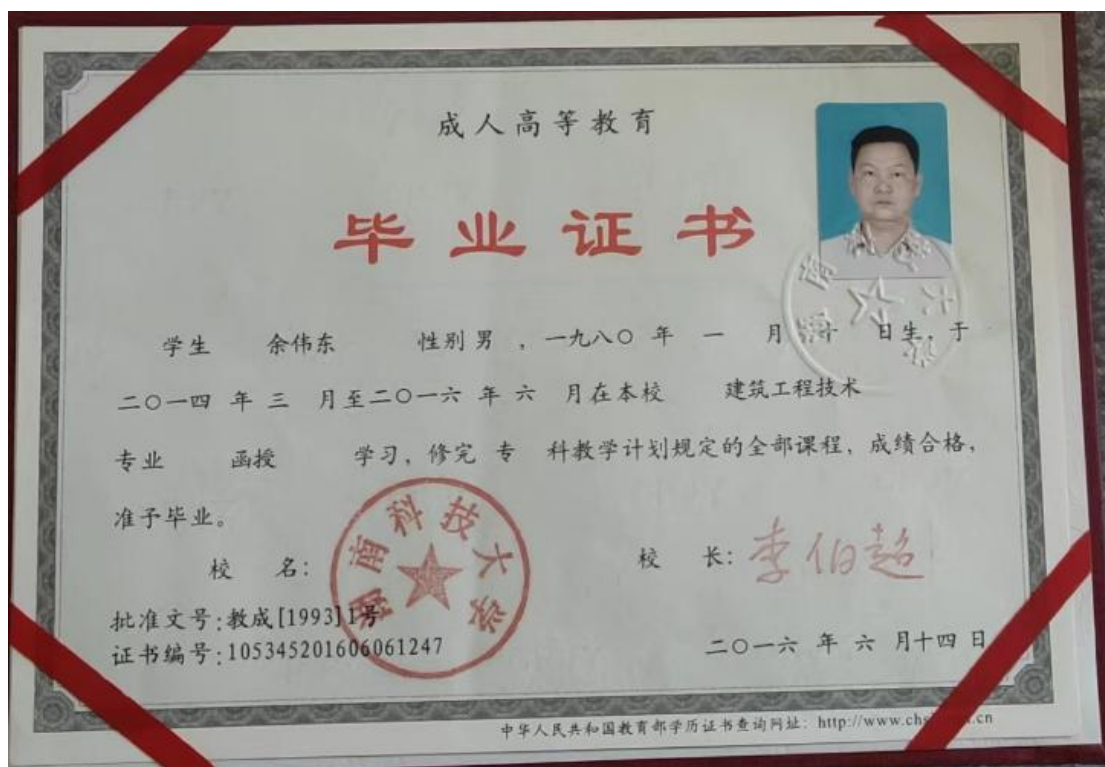 成人高等教育
毕业证书
学生 余伟东 性别 男 ,一九八〇 年 一 月 日生,于
二〇一四 年 三 月至二〇一六 年 六 月在本校 建筑工程技术
专业 函授 学习,修完 专 科教学计划规定的全部课程,成绩合格,
准予毕业。
校 名:
湖南科技大学
校 长:李伯超
批准文号:教成[1993]1号
证书编号:105345201606061247
二〇一六 年 六 月十四 日
中华人民共和国教育部学历证书查询网址:http://www.chs
.cn